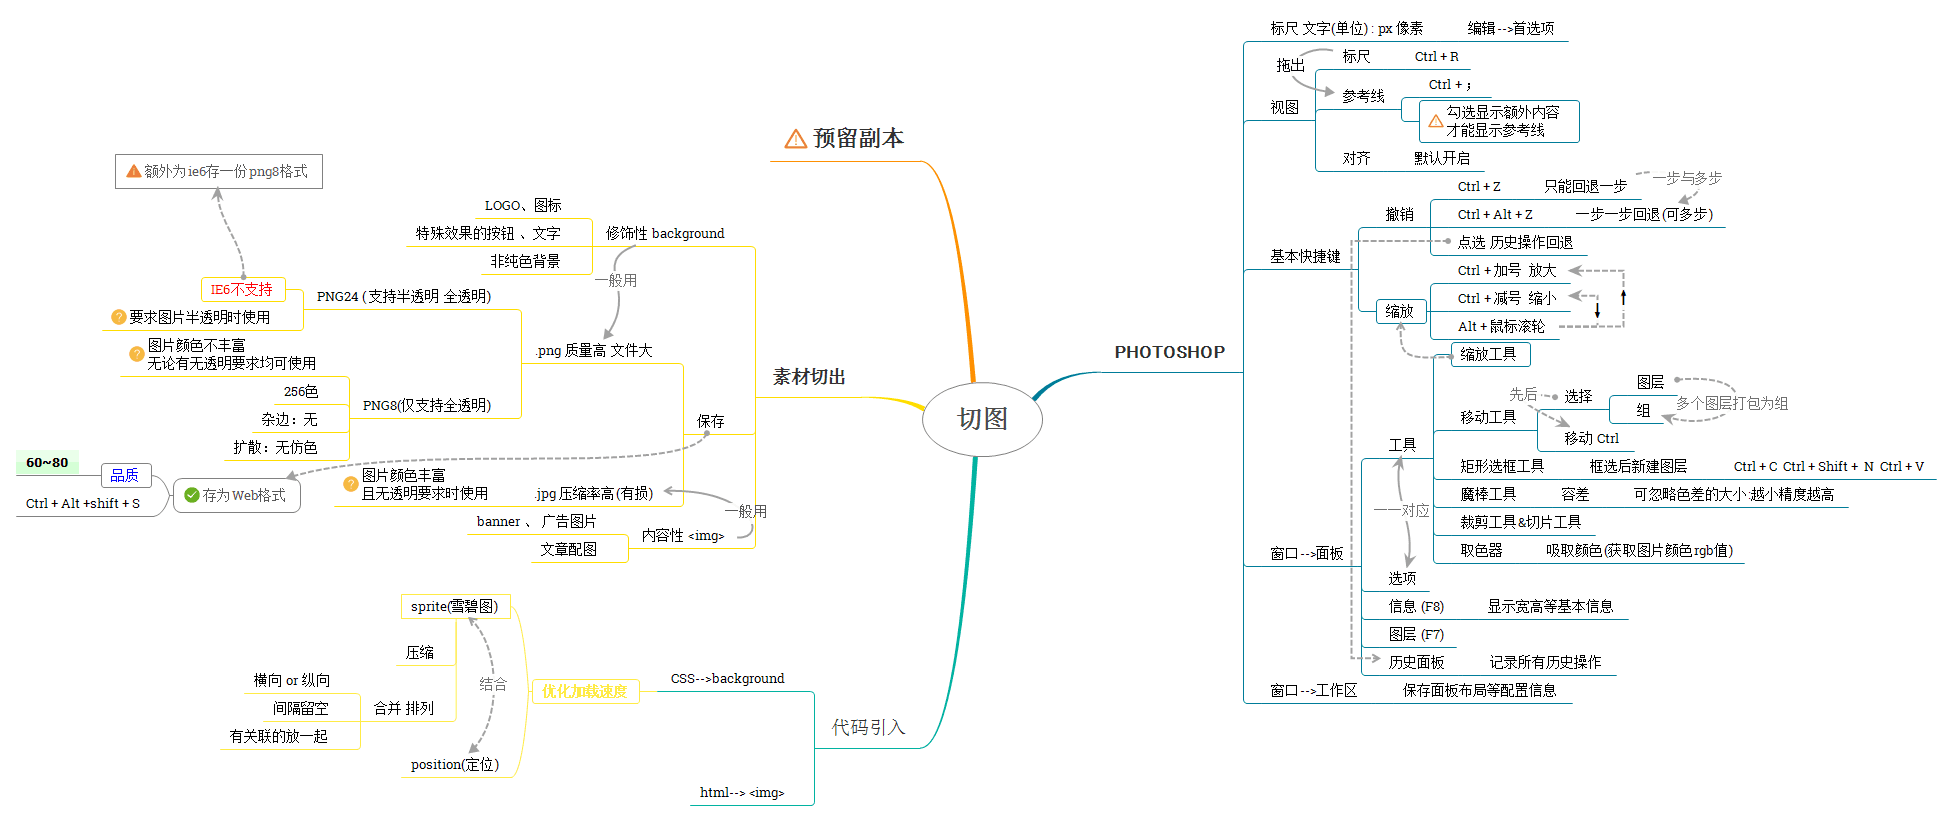 切图
预留副本
素材切出
修饰性 background
LOGO、图标
特殊效果的按钮 、文字
非纯色背景
一般用
保存
.png 质量高 文件大
PNG24 (支持半透明 全透明)
IE6不支持
额外为 ie6存一份 png8格式
要求图片半透明时使用
PNG8(仅支持全透明)
图片颜色不丰富
无论有无透明要求均可使用
256色
杂边：无
扩散：无仿色
.jpg 压缩率高 (有损)
图片颜色丰富
且无透明要求时使用
存为 Web格式
品质
60~80
Ctrl + Alt +shift + S
一般用
内容性 <img>
banner 、 广告图片
文章配图
代码引入
CSS-->background
优化加载速度
sprite(雪碧图)
压缩
合并 排列
横向 or 纵向
间隔留空
有关联的放一起
结合
position(定位)
html--> <img>
PHOTOSHOP
标尺 文字(单位) : px 像素
编辑 -->首选项
视图
拖出
标尺
Ctrl + R
参考线
Ctrl + ；
勾选显示额外内容
才能显示参考线
对齐
默认开启
基本快捷键
撤销
Ctrl + Z
只能回退一步
一步与多步
Ctrl + Alt + Z
一步一步回退 (可多步)
点选 历史操作回退
缩放
Ctrl + 加号 放大
Ctrl + 减号 缩小
Alt + 鼠标滚轮
窗口 -->面板
工具
缩放工具
移动工具
先后
选择
图层
组
多个图层打包为组
移动 Ctrl
矩形选框工具
框选后新建图层
Ctrl + C Ctrl + Shift + N Ctrl + V
魔棒工具
容差
可忽略色差的大小·越小精度越高
裁剪工具&切片工具
取色器
吸取颜色 (获取图片颜色 rgb值)
一一对应
选项
信息 (F8)
显示宽高等基本信息
图层 (F7)
历史面板
记录所有历史操作
窗口 -->工作区
保存面板布局等配置信息